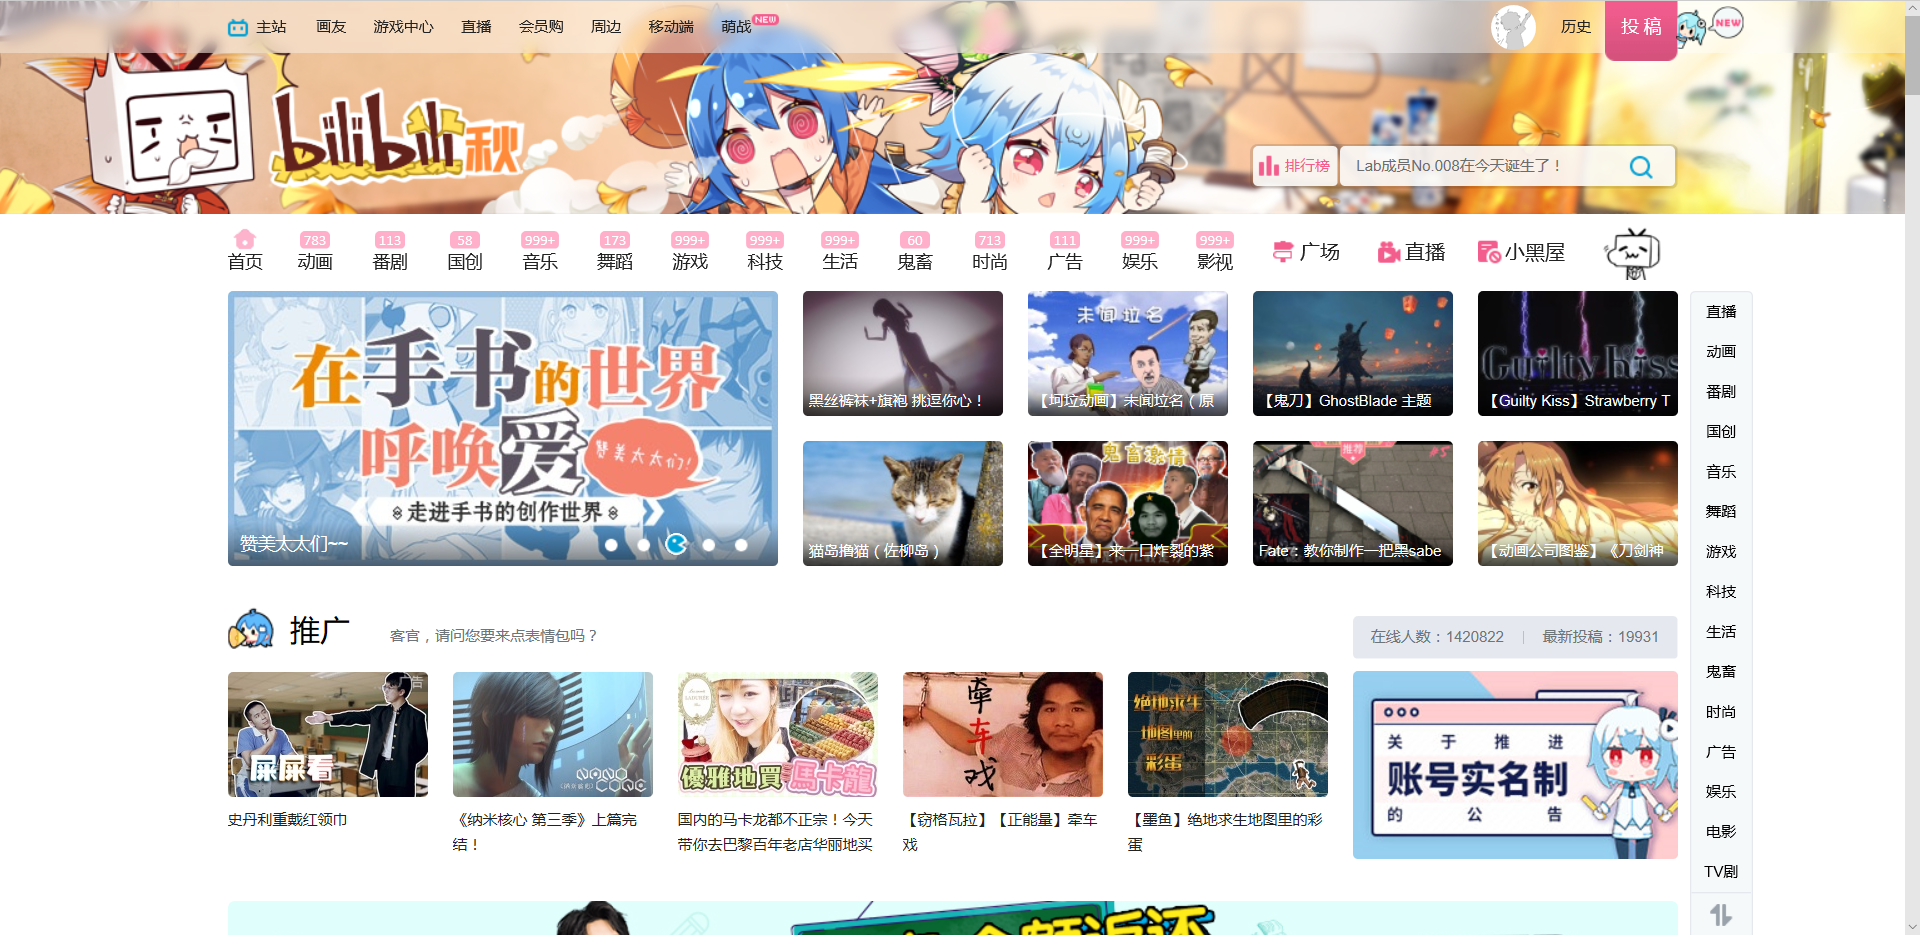 主站 画友 游戏中心 直播 会员购 周边 移动端 萌战 NEW 历史 投稿 NEW
bilibili秋
排行榜 Lab成员No.008在今天诞生了！
783 113 58 999+ 173 999+ 999+ 999+ 60 713 111 999+ 999+
首页 动画 番剧 国创 音乐 舞蹈 游戏 科技 生活 鬼畜 时尚 广告 娱乐 影视 广场 直播 小黑屋
在手书的世界
呼唤爱
赞美太太们!
走进手书的创作世界
赞美太太们~~
黑丝裤袜+旗袍 挑逗你心！
未闻垃名
【坷垃动画】未闻垃名（原
【鬼刀】GhostBlade 主题
Guilty Kiss
【Guilty Kiss】Strawberry T
猫岛撸猫（佐柳岛）
鬼畜激情
【全明星】来一口炸裂的紫
推荐
#5
Fate：教你制作一把黑sabe
【动画公司图鉴】《刀剑神
直播
动画
番剧
国创
音乐
舞蹈
游戏
科技
生活
鬼畜
时尚
广告
娱乐
电影
TV剧
推广 客官，请问您要来点表情包吗？
在线人数：1420822 最新投稿：19931
广告
屎屎看
史丹利重戴红领巾
NANO
CORE
《纳米核心 第三季》上篇完
结！
優雅地買馬卡龍
国内的马卡龙都不正宗！今天
带你去巴黎百年老店华丽地买
牵车戏
【窃格瓦拉】【正能量】牵车
戏
绝地求生
地图里的
彩蛋
【墨鱼】绝地求生地图里的彩
蛋
关于推进
账号实名制
的公告